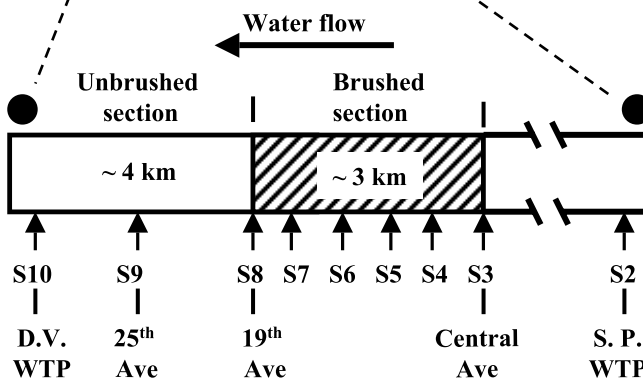 Water flow
Unbrushed
section
Brushed
section
~ 4 km
~ 3 km
S10
S9
S8
S7
S6
S5
S4
S3
S2
D.V.
WTP
25th
Ave
19th
Ave
Central
Ave
S. P.
WTP